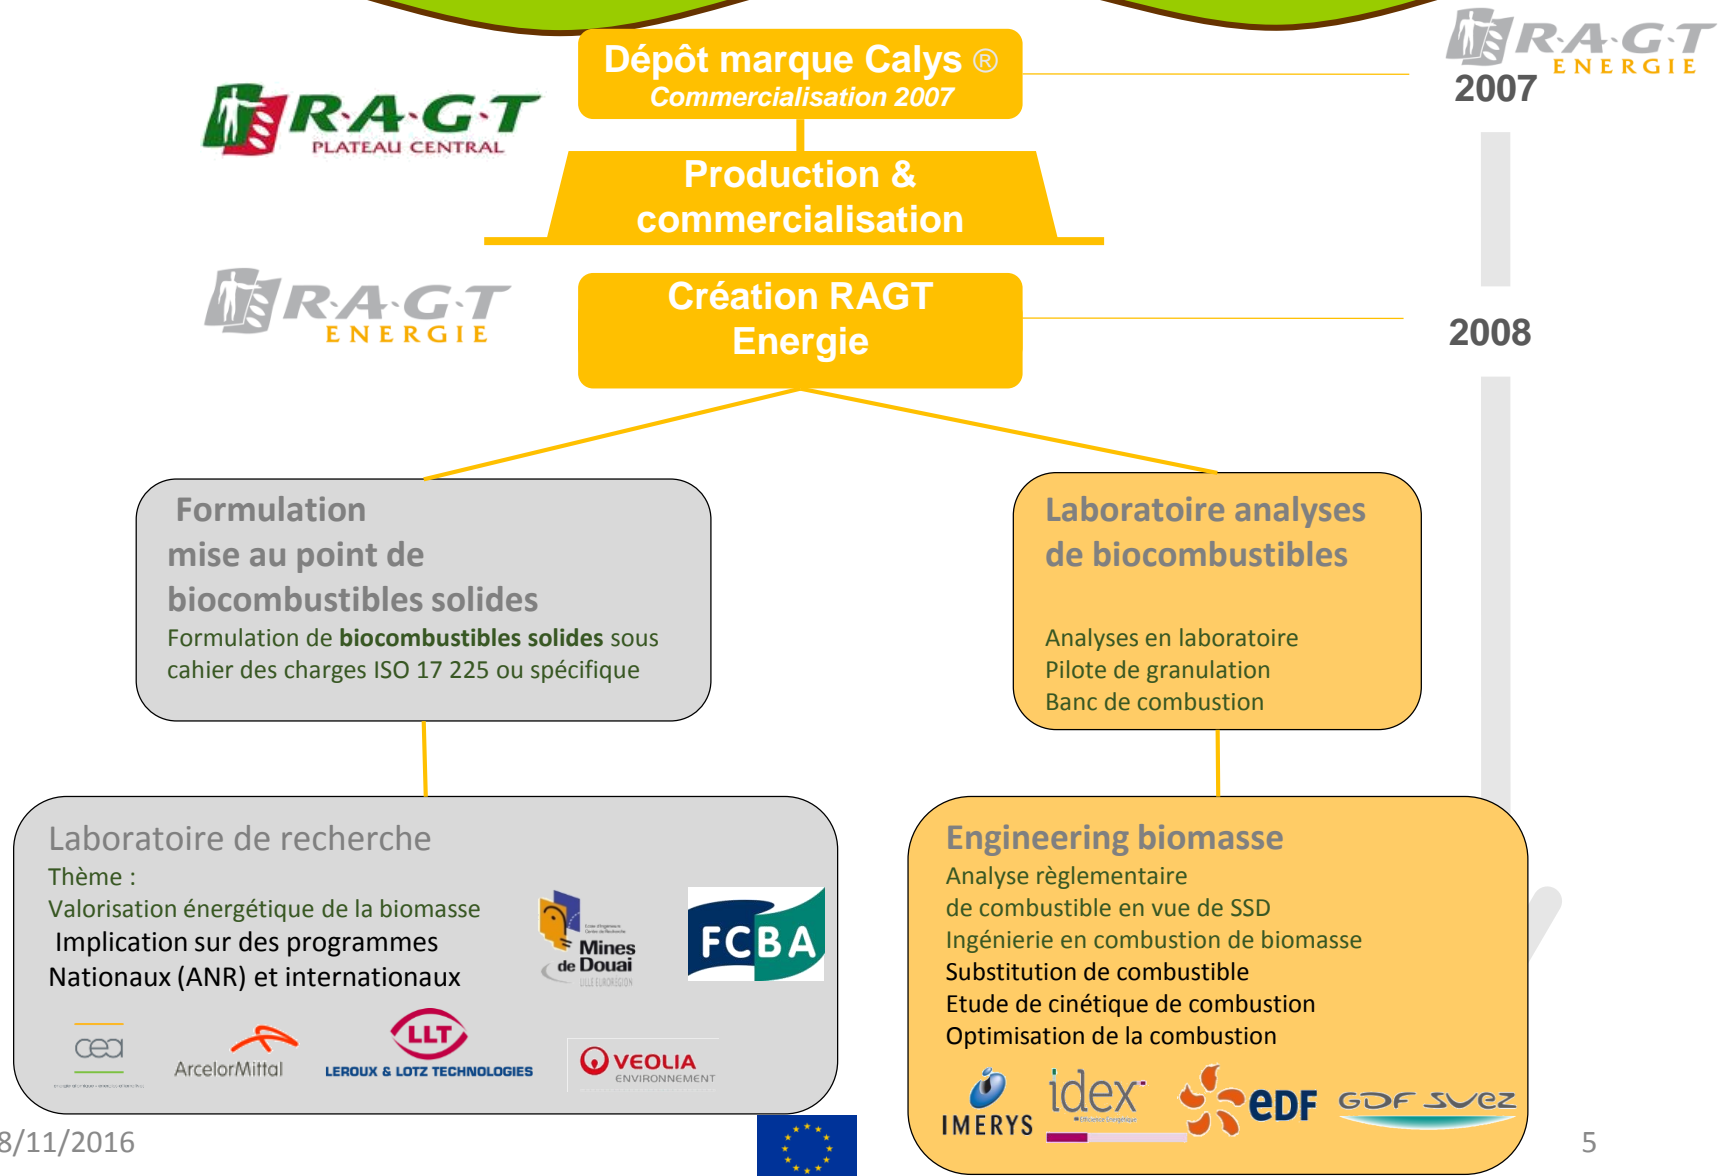 R·A·G·T
ENERGIE
2007
Dépôt marque Calys ®
Commercialisation 2007
R·A·G·T
PLATEAU CENTRAL
Production &
commercialisation
R·A·G·T
ENERGIE
Création RAGT
Energie
2008
Formulation
mise au point de
biocombustibles solides
Formulation de biocombustibles solides sous
cahier des charges ISO 17 225 ou spécifique
Laboratoire analyses
de biocombustibles
Analyses en laboratoire
Pilote de granulation
Banc de combustion
Laboratoire de recherche
Thème :
Valorisation énergétique de la biomasse
Implication sur des programmes
Nationaux (ANR) et internationaux
Mines
de Douai
LILLE EUROREGION
FCBA
cea
ArcelorMittal
LLT
LEROUX & LOTZ TECHNOLOGIES
VEOLIA
ENVIRONNEMENT
Engineering biomasse
Analyse règlementaire
de combustible en vue de SSD
Ingénierie en combustion de biomasse
Substitution de combustible
Etude de cinétique de combustion
Optimisation de la combustion
IMERYS
idex
eDF
GDF SUEZ
8/11/2016
5